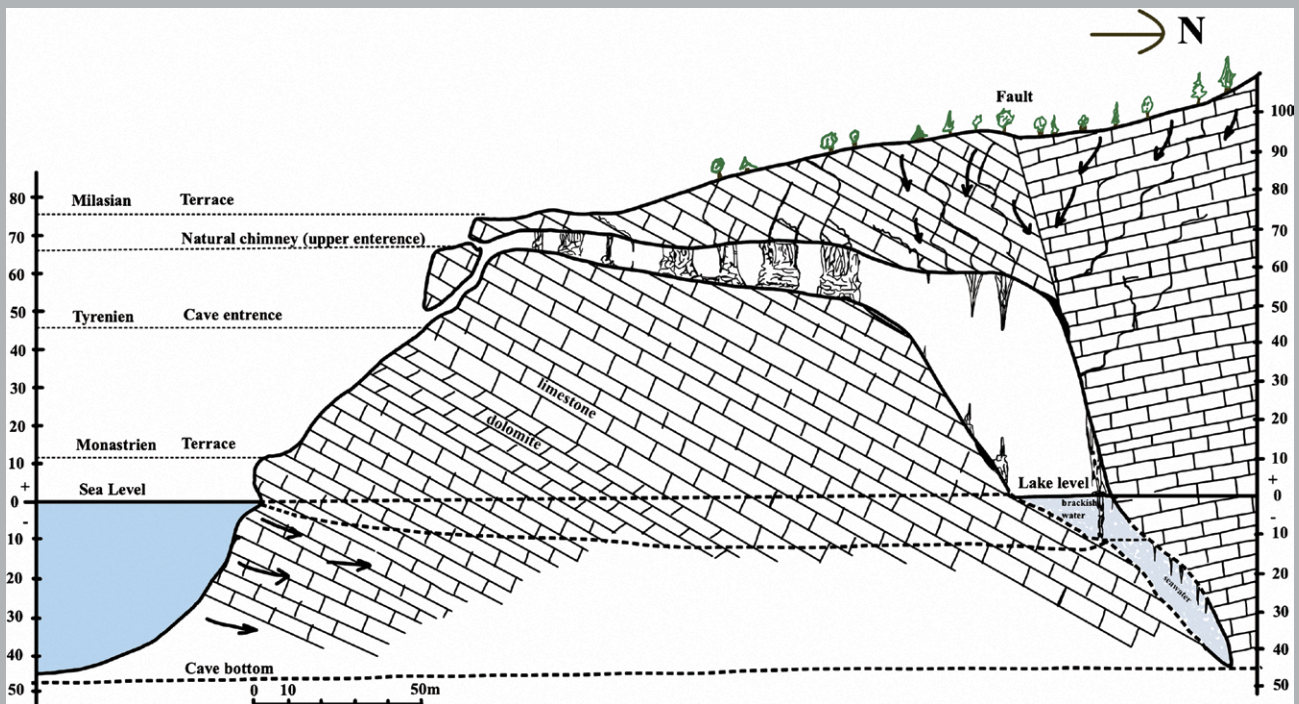 N
Fault
Milasian Terrace
Natural chimney (upper enterence)
Tyrenien Cave entrence
limestone
dolomite
Monastrien Terrace
Sea Level
Lake level
brackish
water
seawater
Cave bottom
80
70
60
50
40
30
20
10
+
0
-
10
20
30
40
50
100
90
80
70
60
50
40
30
20
10
+
0
-
10
20
30
40
50
0 10 50m